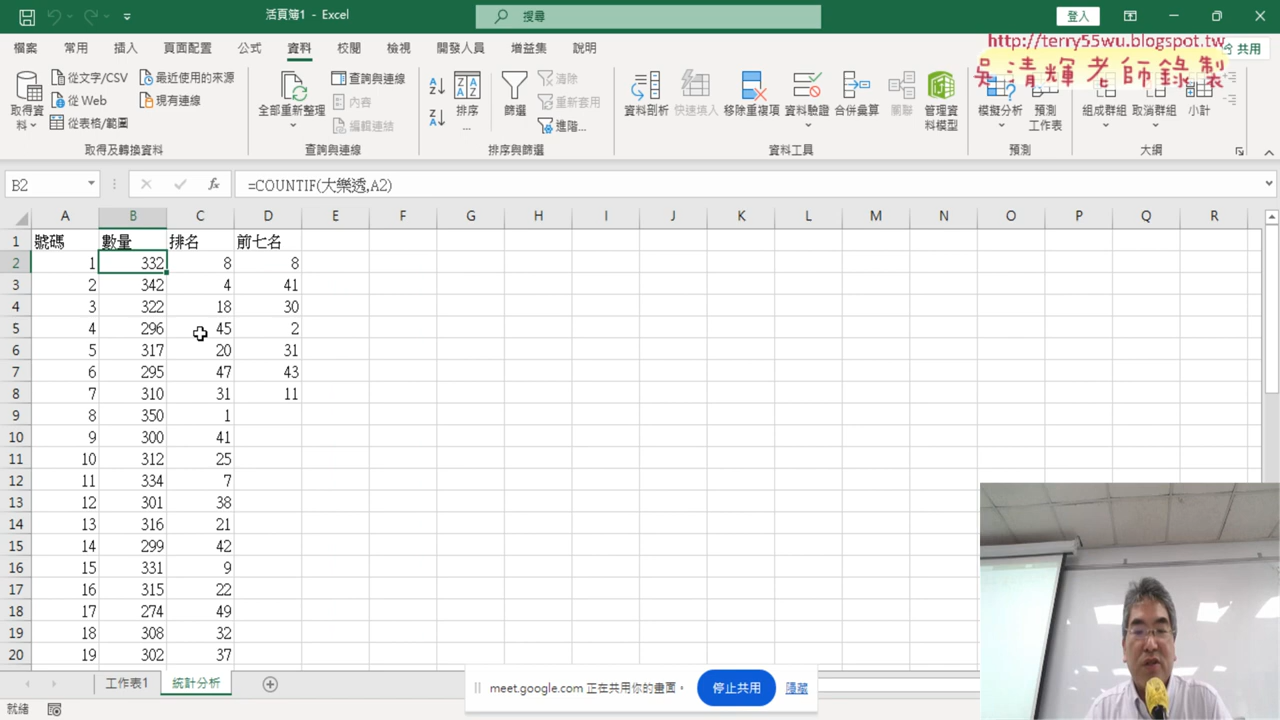 活頁簿1 - Excel
搜尋
登入
檔案 常用 插入 頁面配置 公式 資料 校閱 檢視 開發人員 增益集 說明
共用
http://terry55wu.blogspot.tw
吳清輝老師錄製
取得資料
從文字/CSV
從 Web
從表格/範圍
最近使用的來源
現有連線
取得及轉換資料
全部重新整理
查詢與連線
內容
編輯連結
查詢與連線
排序...
篩選
清除
重新套用
進階...
排序與篩選
資料剖析 快速填入 移除重複項 資料驗證 合併彙算 關聯 管理資料模型
資料工具
模擬分析 預測工作表
預測
組成群組 取消群組 小計
大綱
B2 fx =COUNTIF(大樂透,A2)
A B C D E F G H I J K L M N O P Q R
1 號碼 數量 排名 前七名
2 1 332 8 8
3 2 342 4 41
4 3 322 18 30
5 4 296 45 2
6 5 317 20 31
7 6 295 47 43
8 7 310 31 11
9 8 350 1
10 9 300 41
11 10 312 25
12 11 334 7
13 12 301 38
14 13 316 21
15 14 299 42
16 15 331 9
17 16 315 22
18 17 274 49
19 18 308 32
20 19 302 37
工作表1 統計分析
meet.google.com 正在共用你的畫面。 停止共用 隱藏
就緒